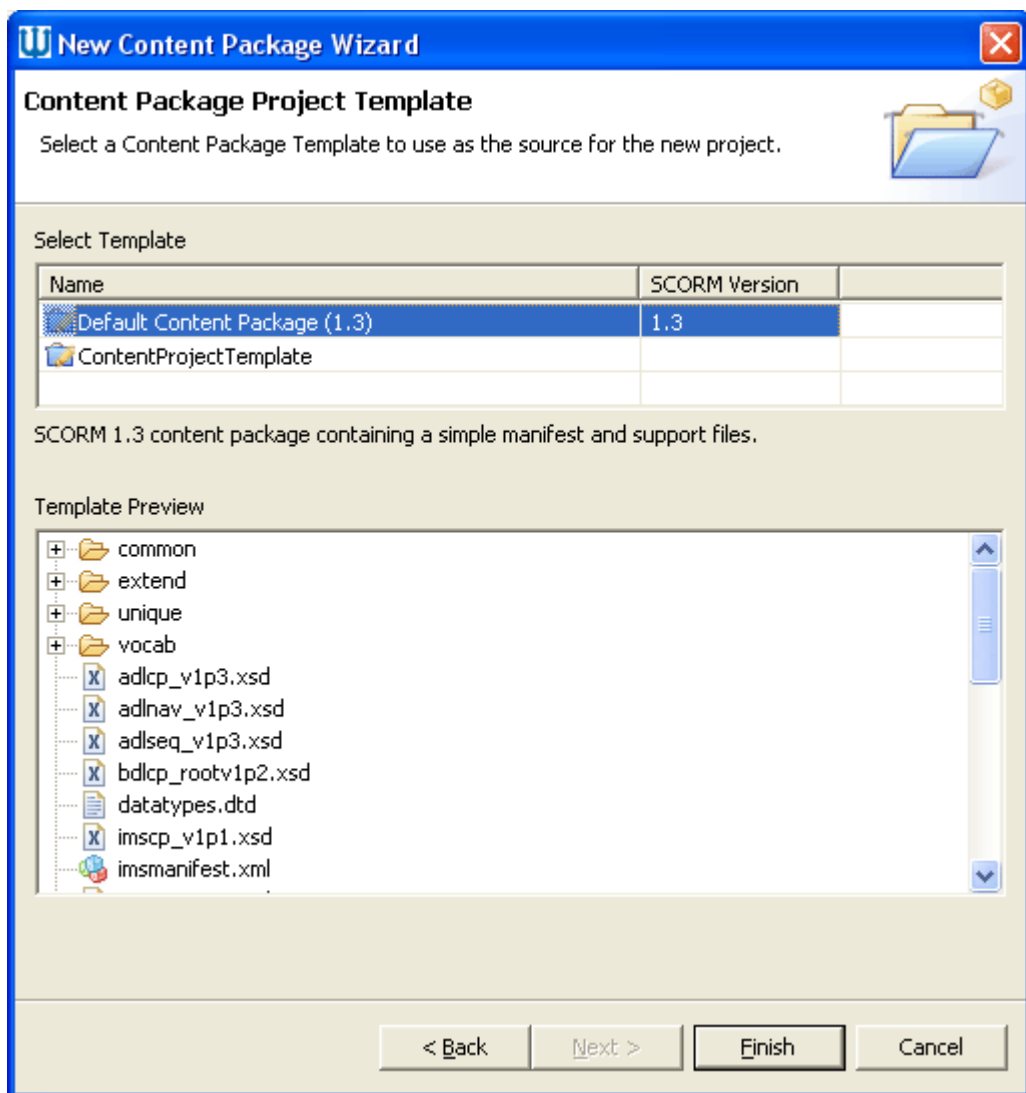 New Content Package Wizard
Content Package Project Template
Select a Content Package Template to use as the source for the new project.
Select Template
Name SCORM Version
Default Content Package (1.3) 1.3
ContentProjectTemplate
SCORM 1.3 content package containing a simple manifest and support files.
Template Preview
common
extend
unique
vocab
adlcp_v1p3.xsd
adlnav_v1p3.xsd
adlseq_v1p3.xsd
bdlcp_rootv1p2.xsd
datatypes.dtd
imscp_v1p1.xsd
imsmanifest.xml
< Back Next > Finish Cancel